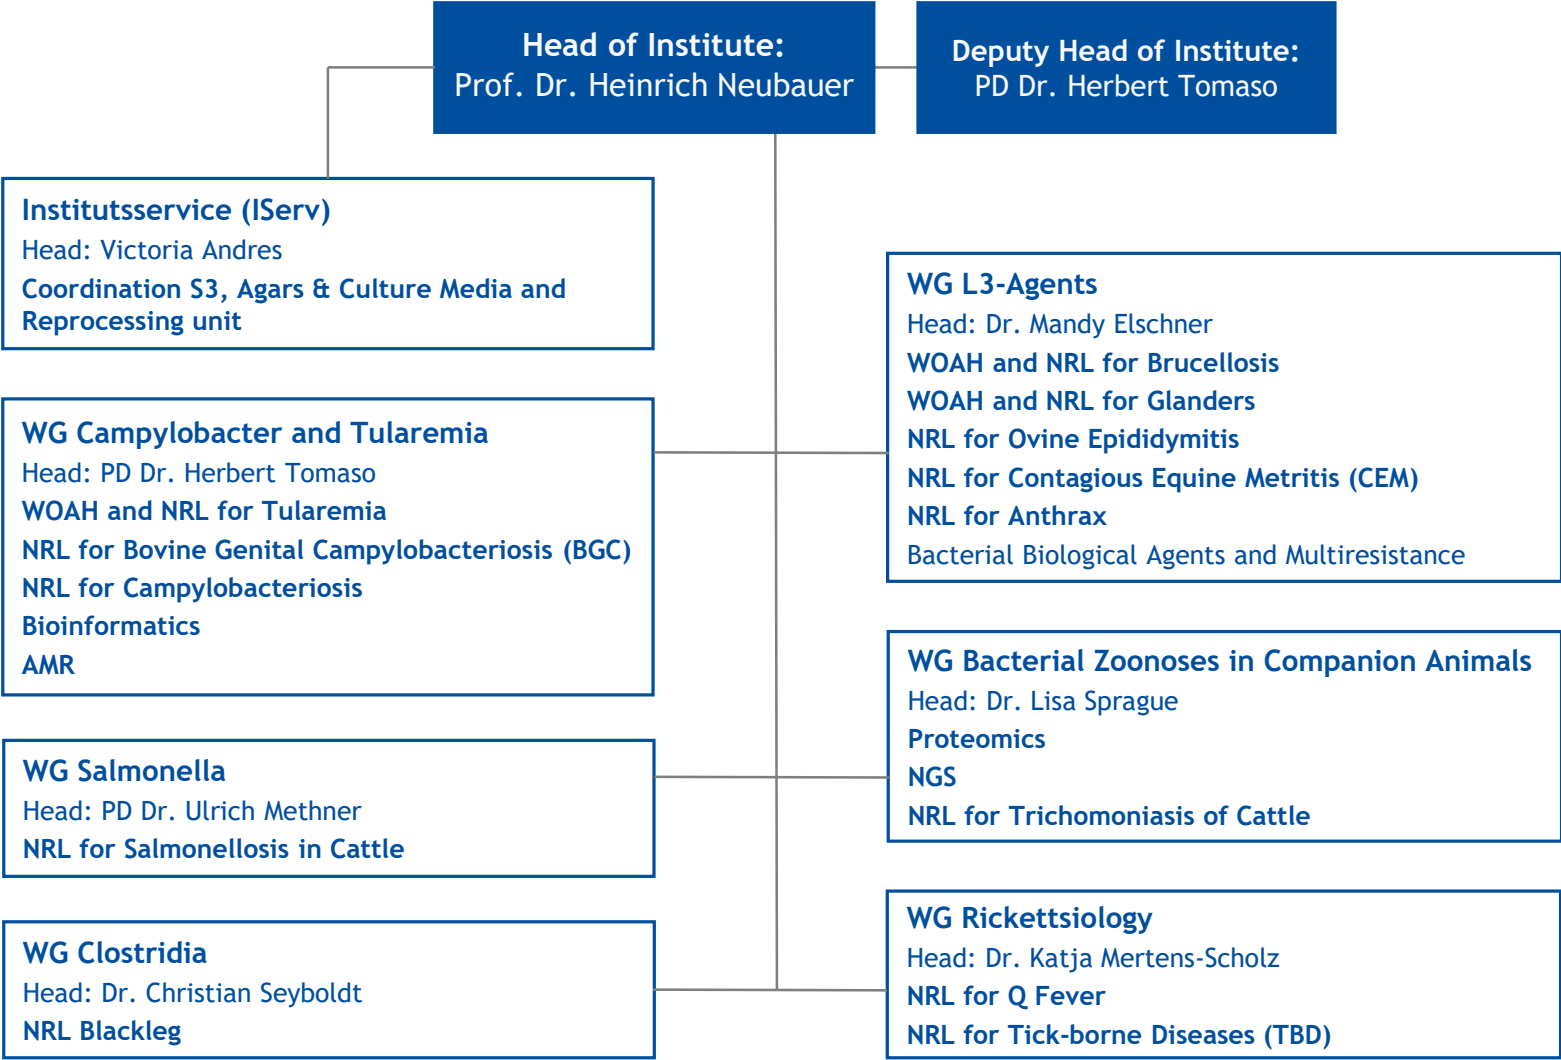 Head of Institute:
Prof. Dr. Heinrich Neubauer
Deputy Head of Institute:
PD Dr. Herbert Tomaso
Institutsservice (IServ)
Head: Victoria Andres
Coordination S3, Agars & Culture Media and
Reprocessing unit
WG Campylobacter and Tularemia
Head: PD Dr. Herbert Tomaso
WOAH and NRL for Tularemia
NRL for Bovine Genital Campylobacteriosis (BGC)
NRL for Campylobacteriosis
Bioinformatics
AMR
WG Salmonella
Head: PD Dr. Ulrich Methner
NRL for Salmonellosis in Cattle
WG Clostridia
Head: Dr. Christian Seyboldt
NRL Blackleg
WG L3-Agents
Head: Dr. Mandy Elschner
WOAH and NRL for Brucellosis
WOAH and NRL for Glanders
NRL for Ovine Epididymitis
NRL for Contagious Equine Metritis (CEM)
NRL for Anthrax
Bacterial Biological Agents and Multiresistance
WG Bacterial Zoonoses in Companion Animals
Head: Dr. Lisa Sprague
Proteomics
NGS
NRL for Trichomoniasis of Cattle
WG Rickettsiology
Head: Dr. Katja Mertens-Scholz
NRL for Q Fever
NRL for Tick-borne Diseases (TBD)